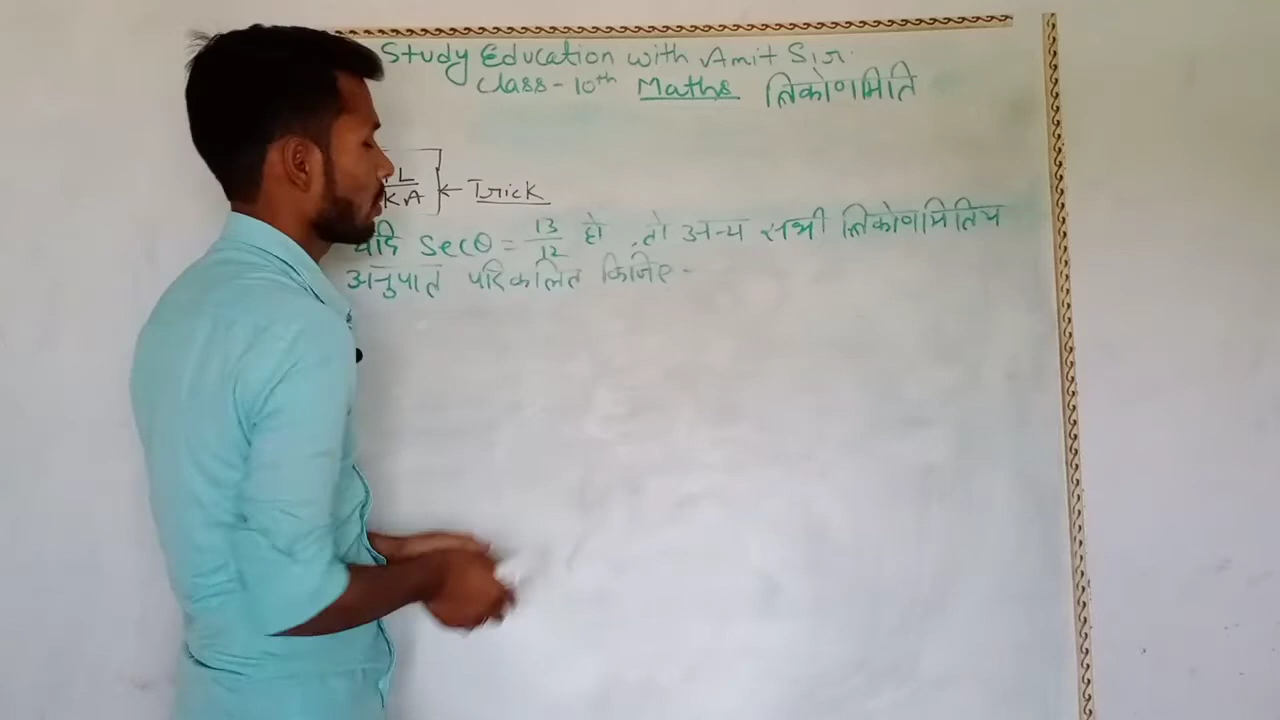 Study Education with Amit Sir.
Class-10th Maths त्रिकोणमिति
L
KA ← Trick
यदि secθ = 13/12 हो, तो अन्य सभी त्रिकोणमितिय
अनुपात परिकलित किजिए -